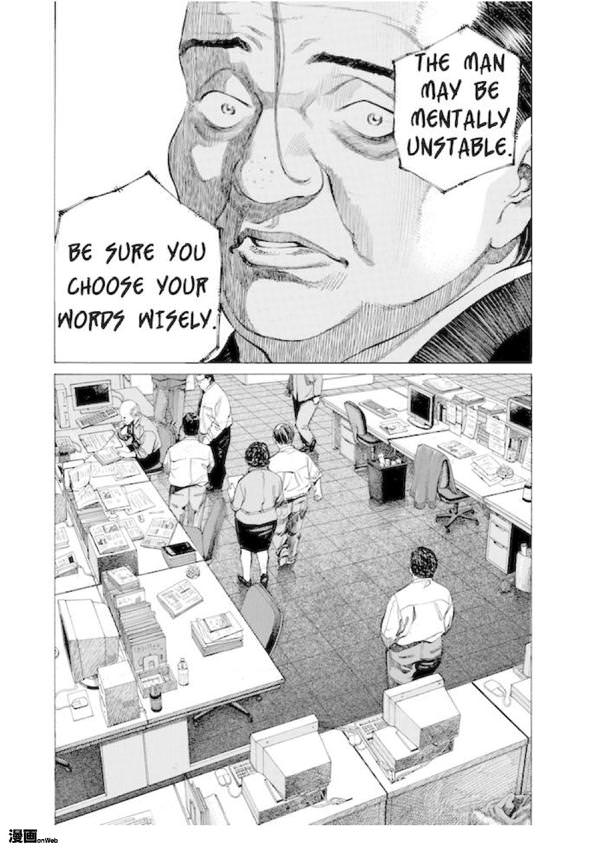 THE MAN
MAY BE
MENTALLY
UNSTABLE.
BE SURE YOU
CHOOSE YOUR
WORDS WISELY.
漫画onWeb